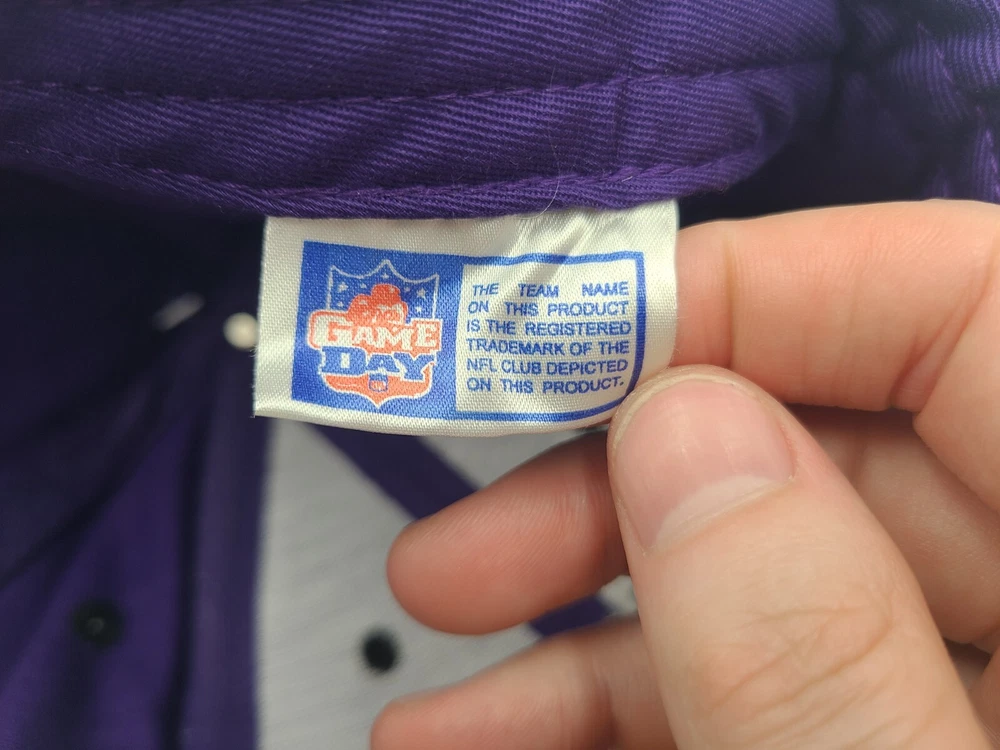 GAME
DAY
THE TEAM NAME
ON THIS PRODUCT
IS THE REGISTERED
TRADEMARK OF THE
NFL CLUB DEPICTED
ON THIS PRODUCT.